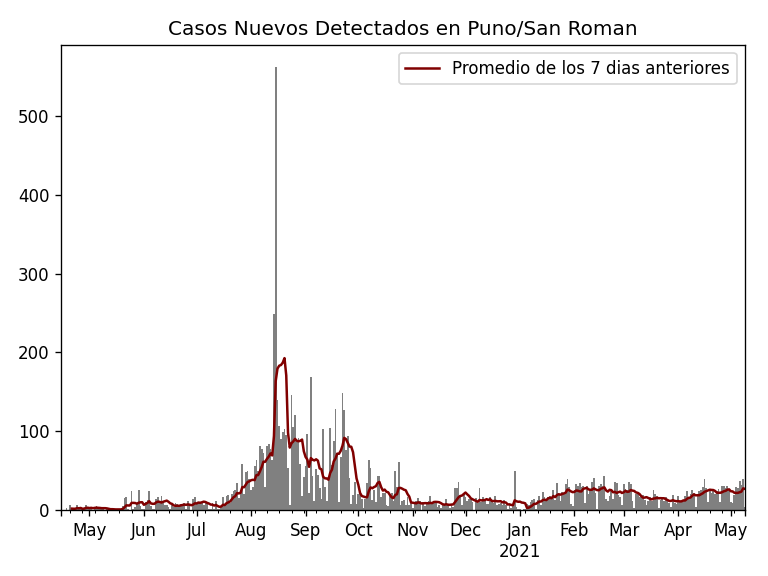 Casos Nuevos Detectados en Puno/San Roman
Promedio de los 7 dias anteriores
500
400
300
200
100
0
May Jun Jul Aug Sep Oct Nov Dec Jan Feb Mar Apr May
2021